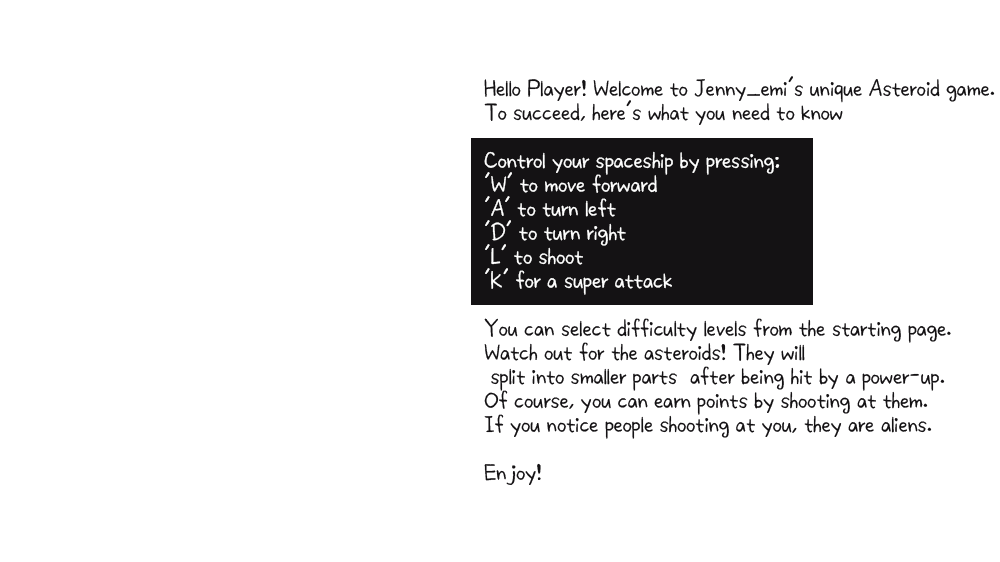 Hello Player! Welcome to Jenny_emi's unique Asteroid game.
To succeed, here's what you need to know
Control your spaceship by pressing:
'W' to move forward
'A' to turn left
'D' to turn right
'L' to shoot
'K' for a super attack
You can select difficulty levels from the starting page.
Watch out for the asteroids! They will
split into smaller parts after being hit by a power-up.
Of course, you can earn points by shooting at them.
If you notice people shooting at you, they are aliens.
Enjoy!